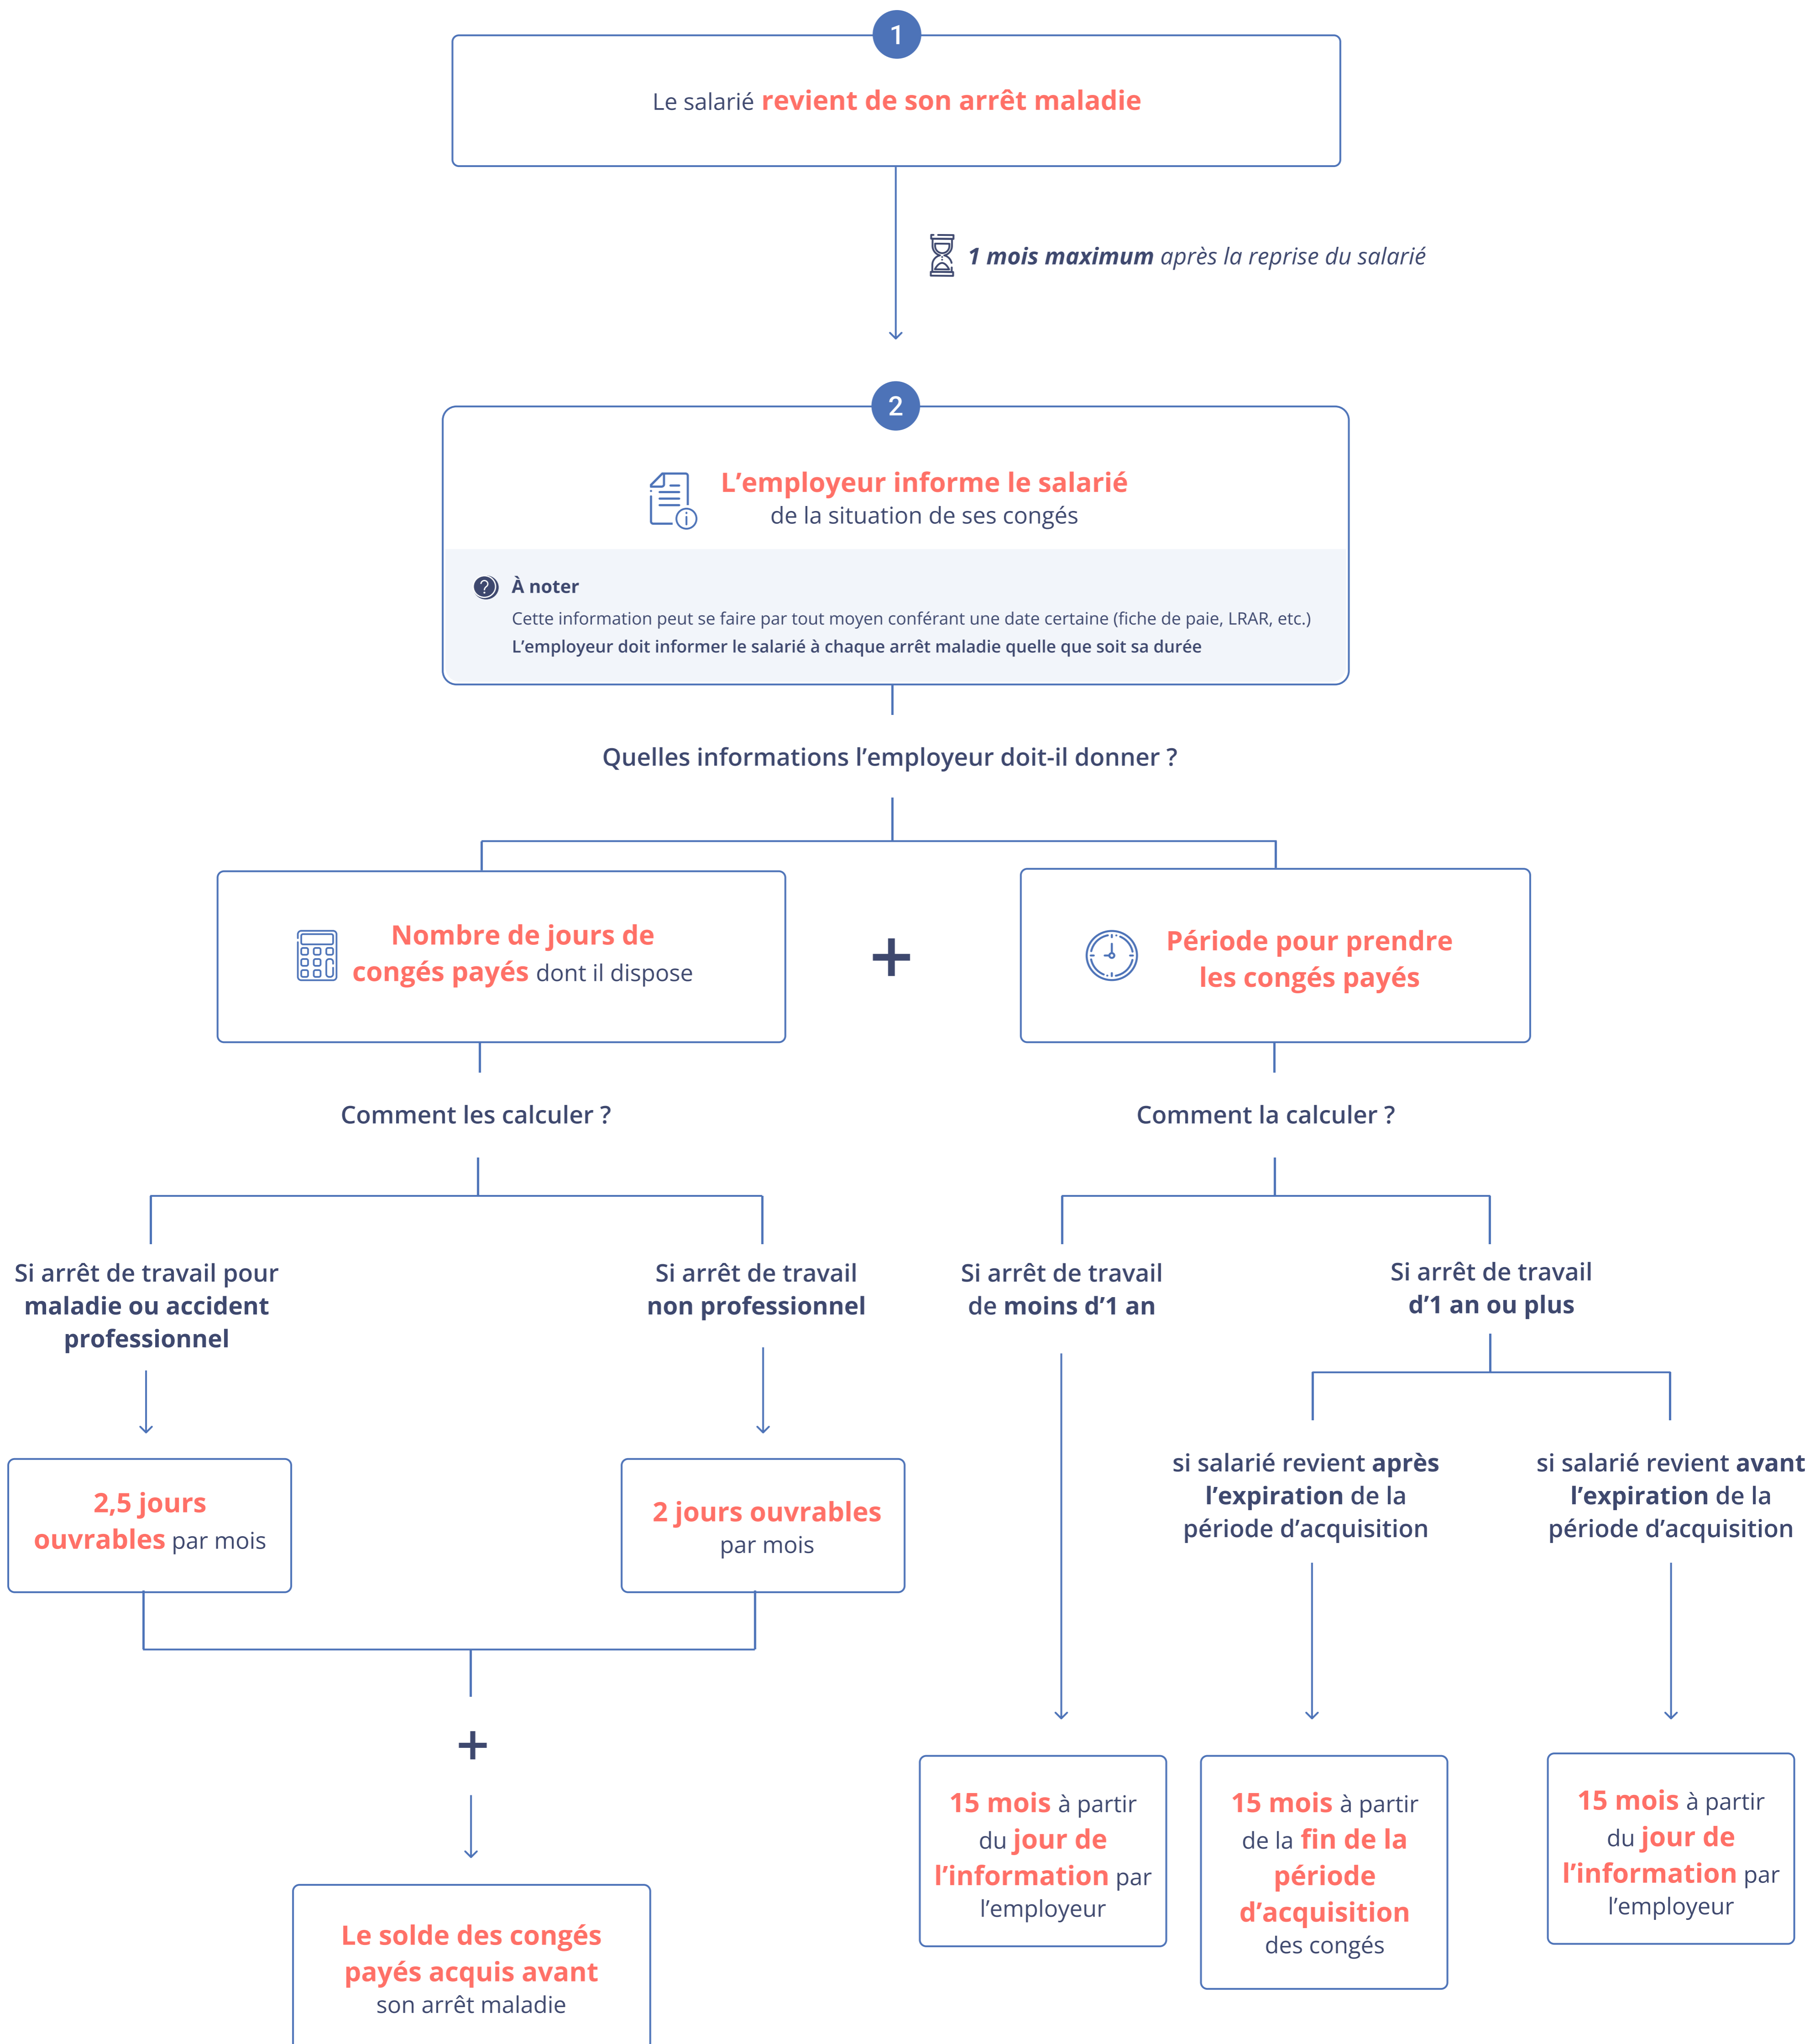 1
Le salarié revient de son arrêt maladie
1 mois maximum après la reprise du salarié
2
L’employeur informe le salarié
de la situation de ses congés
À noter
Cette information peut se faire par tout moyen conférant une date certaine (fiche de paie, LRAR, etc.)
L’employeur doit informer le salarié à chaque arrêt maladie quelle que soit sa durée
Quelles informations l’employeur doit-il donner ?
Nombre de jours de
congés payés dont il dispose
+
Période pour prendre
les congés payés
Comment les calculer ?
Comment la calculer ?
Si arrêt de travail pour
maladie ou accident
professionnel
Si arrêt de travail
non professionnel
Si arrêt de travail
de moins d’1 an
Si arrêt de travail
d’1 an ou plus
si salarié revient après
l’expiration de la
période d’acquisition
si salarié revient avant
l’expiration de la
période d’acquisition
2,5 jours
ouvrables par mois
2 jours ouvrables
par mois
+
15 mois à partir
du jour de
l’information par
l’employeur
15 mois à partir
de la fin de la
période
d’acquisition
des congés
15 mois à partir
du jour de
l’information par
l’employeur
Le solde des congés
payés acquis avant
son arrêt maladie